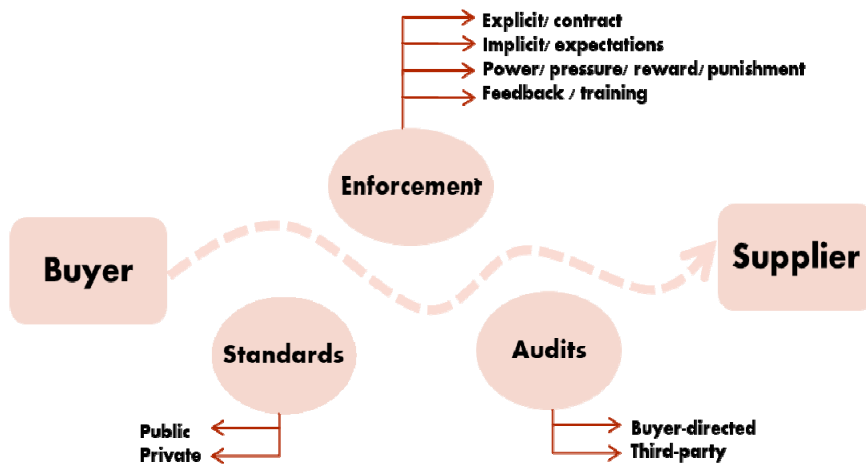 Explicit/ contract
Implicit/ expectations
Power/ pressure/ reward/ punishment
Feedback / training
Enforcement
Buyer
Supplier
Standards
Audits
Public
Private
Buyer-directed
Third-party